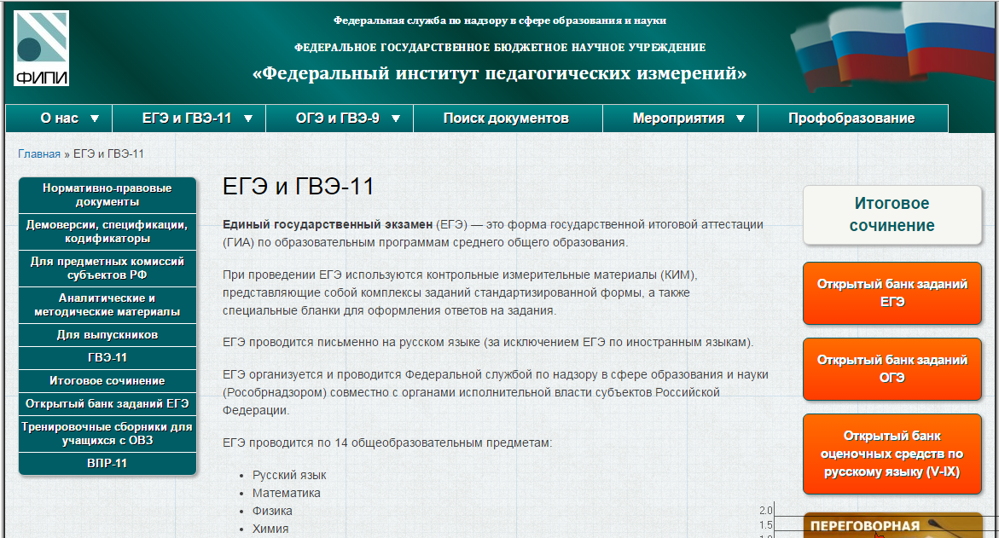 Федеральная служба по надзору в сфере образования и науки
ФЕДЕРАЛЬНОЕ ГОСУДАРСТВЕННОЕ БЮДЖЕТНОЕ НАУЧНОЕ УЧРЕЖДЕНИЕ
«Федеральный институт педагогических измерений»
ФИПИ
О нас
ЕГЭ и ГВЭ-11
ОГЭ и ГВЭ-9
Поиск документов
Мероприятия
Профобразование
Главная » ЕГЭ и ГВЭ-11
Нормативно-правовые
документы
Демоверсии, спецификации,
кодификаторы
Для предметных комиссий
субъектов РФ
Аналитические и
методические материалы
Для выпускников
ГВЭ-11
Итоговое сочинение
Открытый банк заданий ЕГЭ
Тренировочные сборники для
учащихся с ОВЗ
ВПР-11
ЕГЭ и ГВЭ-11
Единый государственный экзамен (ЕГЭ) — это форма государственной итоговой аттестации
(ГИА) по образовательным программам среднего общего образования.
При проведении ЕГЭ используются контрольные измерительные материалы (КИМ),
представляющие собой комплексы заданий стандартизированной формы, а также
специальные бланки для оформления ответов на задания.
ЕГЭ проводится письменно на русском языке (за исключением ЕГЭ по иностранным языкам).
ЕГЭ организуется и проводится Федеральной службой по надзору в сфере образования и науки
(Рособрнадзором) совместно с органами исполнительной власти субъектов Российской
Федерации.
ЕГЭ проводится по 14 общеобразовательным предметам:
• Русский язык
• Математика
• Физика
• Химия
Итоговое
сочинение
Открытый банк заданий
ЕГЭ
Открытый банк заданий
ОГЭ
Открытый банк
оценочных средств по
русскому языку (V-IX)
2.0
1.5
ПЕРЕГОВОРНАЯ